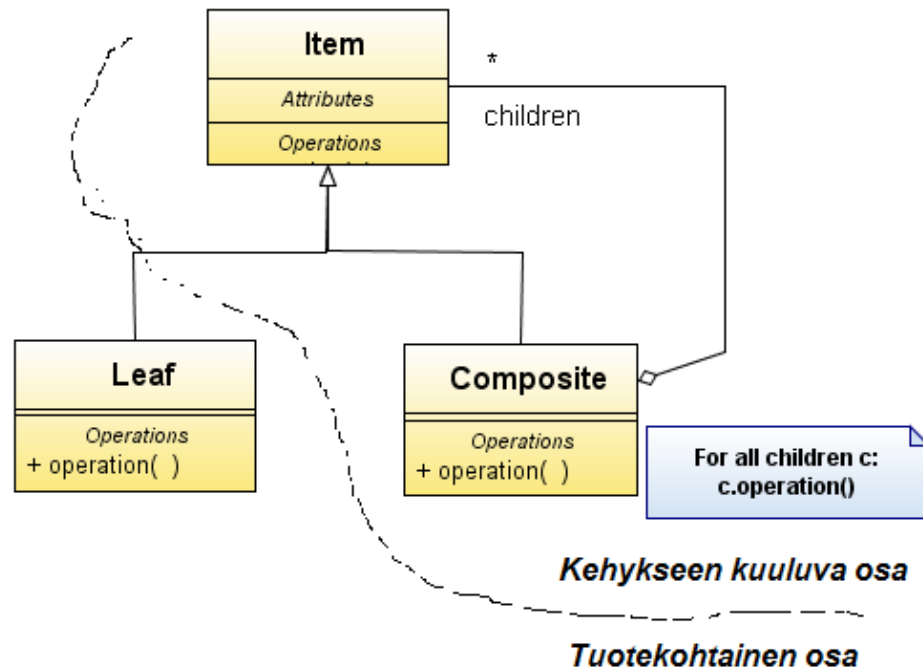 Item
*
Attributes
children
Operations
Leaf
Operations
+ operation( )
Composite
Operations
+ operation( )
For all children c:
c.operation()
Kehykseen kuuluva osa
Tuotekohtainen osa